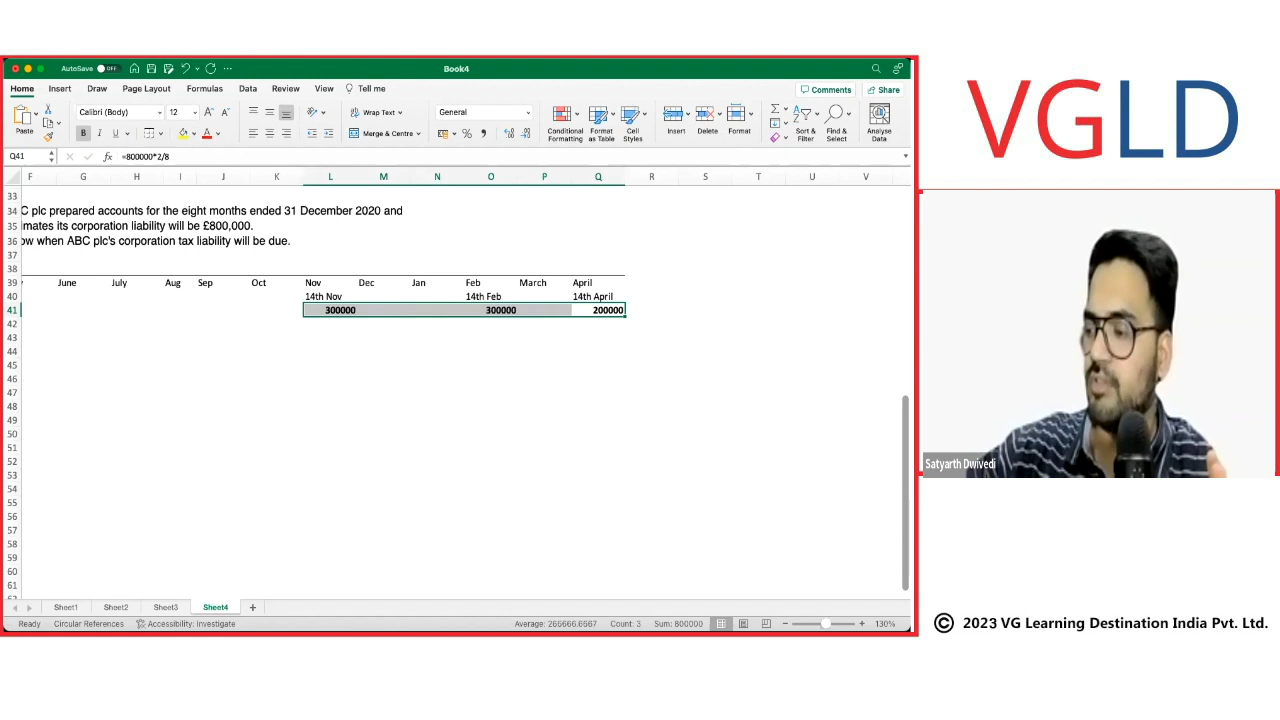 AutoSave OFF
Book4
Home Insert Draw Page Layout Formulas Data Review View Tell me
Comments Share
Paste
Calibri (Body) 12 A A
B I U A
Wrap Text
Merge & Centre
General
Conditional Formatting
Format as Table
Cell Styles
Insert
Delete
Format
Sort & Filter
Find & Select
Analyse Data
Q41 fx =800000*2/8
F G H I J K L M N O P Q R S T U V
33
34 C plc prepared accounts for the eight months ended 31 December 2020 and
35 mates its corporation liability will be £800,000.
36 ow when ABC plc's corporation tax liability will be due.
37
38
39 June July Aug Sep Oct Nov Dec Jan Feb March April
40 14th Nov 14th Feb 14th April
41 300000 300000 200000
42
43
44
45
46
47
48
49
50
51
52
53
54
55
56
57
58
59
60
61
Sheet1 Sheet2 Sheet3 Sheet4 +
Ready Circular References Accessibility: Investigate Average: 266666.6667 Count: 3 Sum: 800000 130%
VGLD
Satyarth Dwivedi
© 2023 VG Learning Destination India Pvt. Ltd.